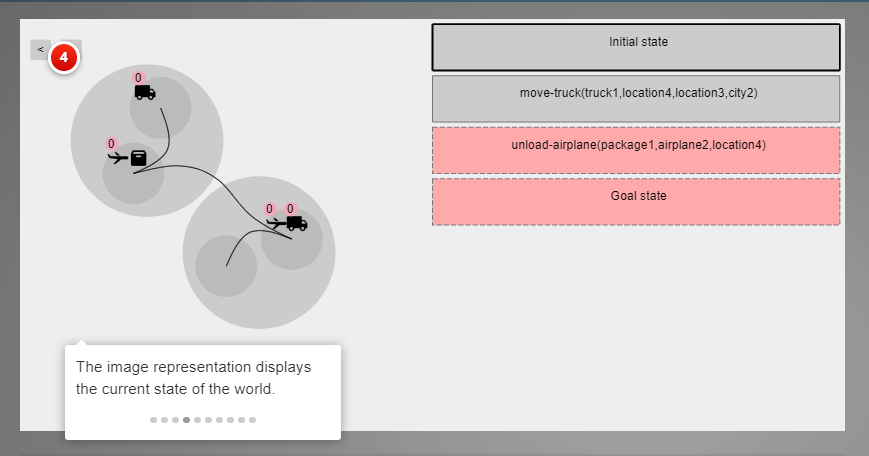 <
4
0
0
0 0
Initial state
move-truck(truck1,location4,location3,city2)
unload-airplane(package1,airplane2,location4)
Goal state
The image representation displays
the current state of the world.